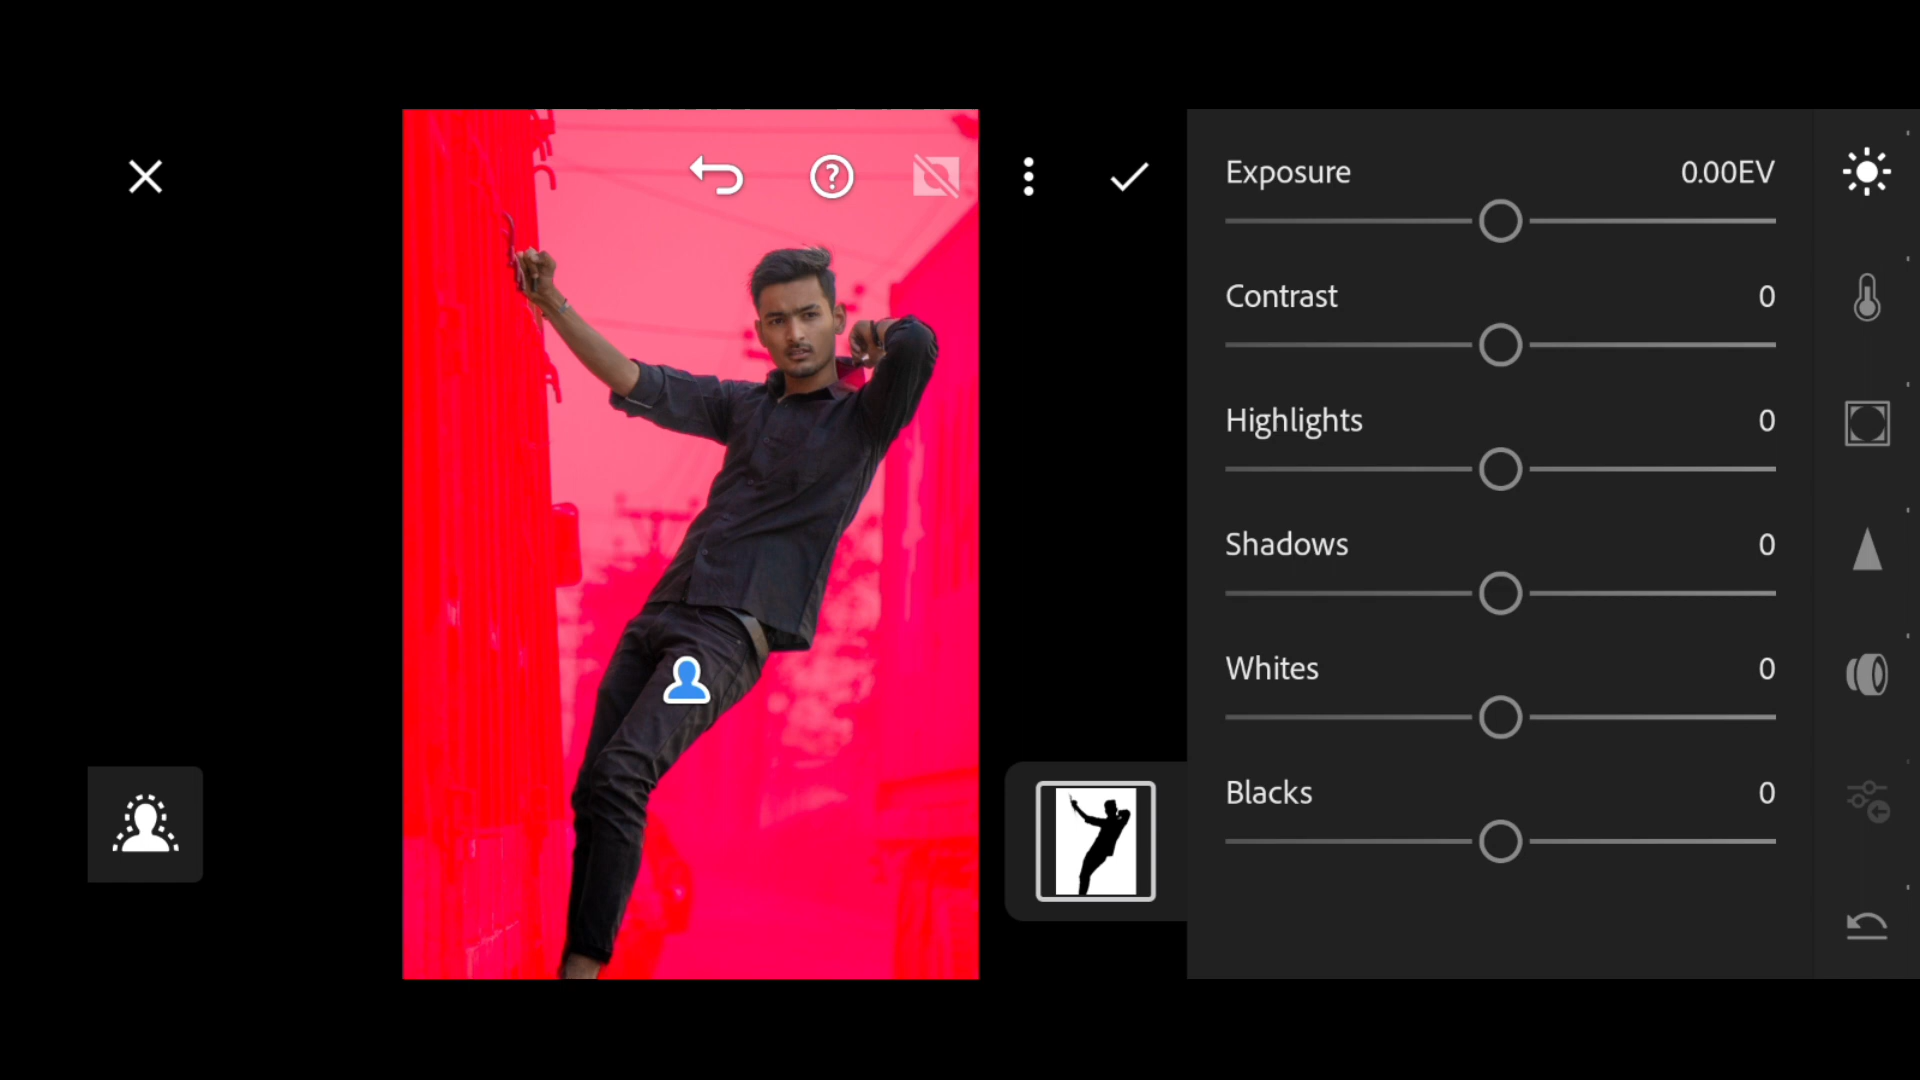 Exposure 0.00EV
Contrast 0
Highlights 0
Shadows 0
Whites 0
Blacks 0